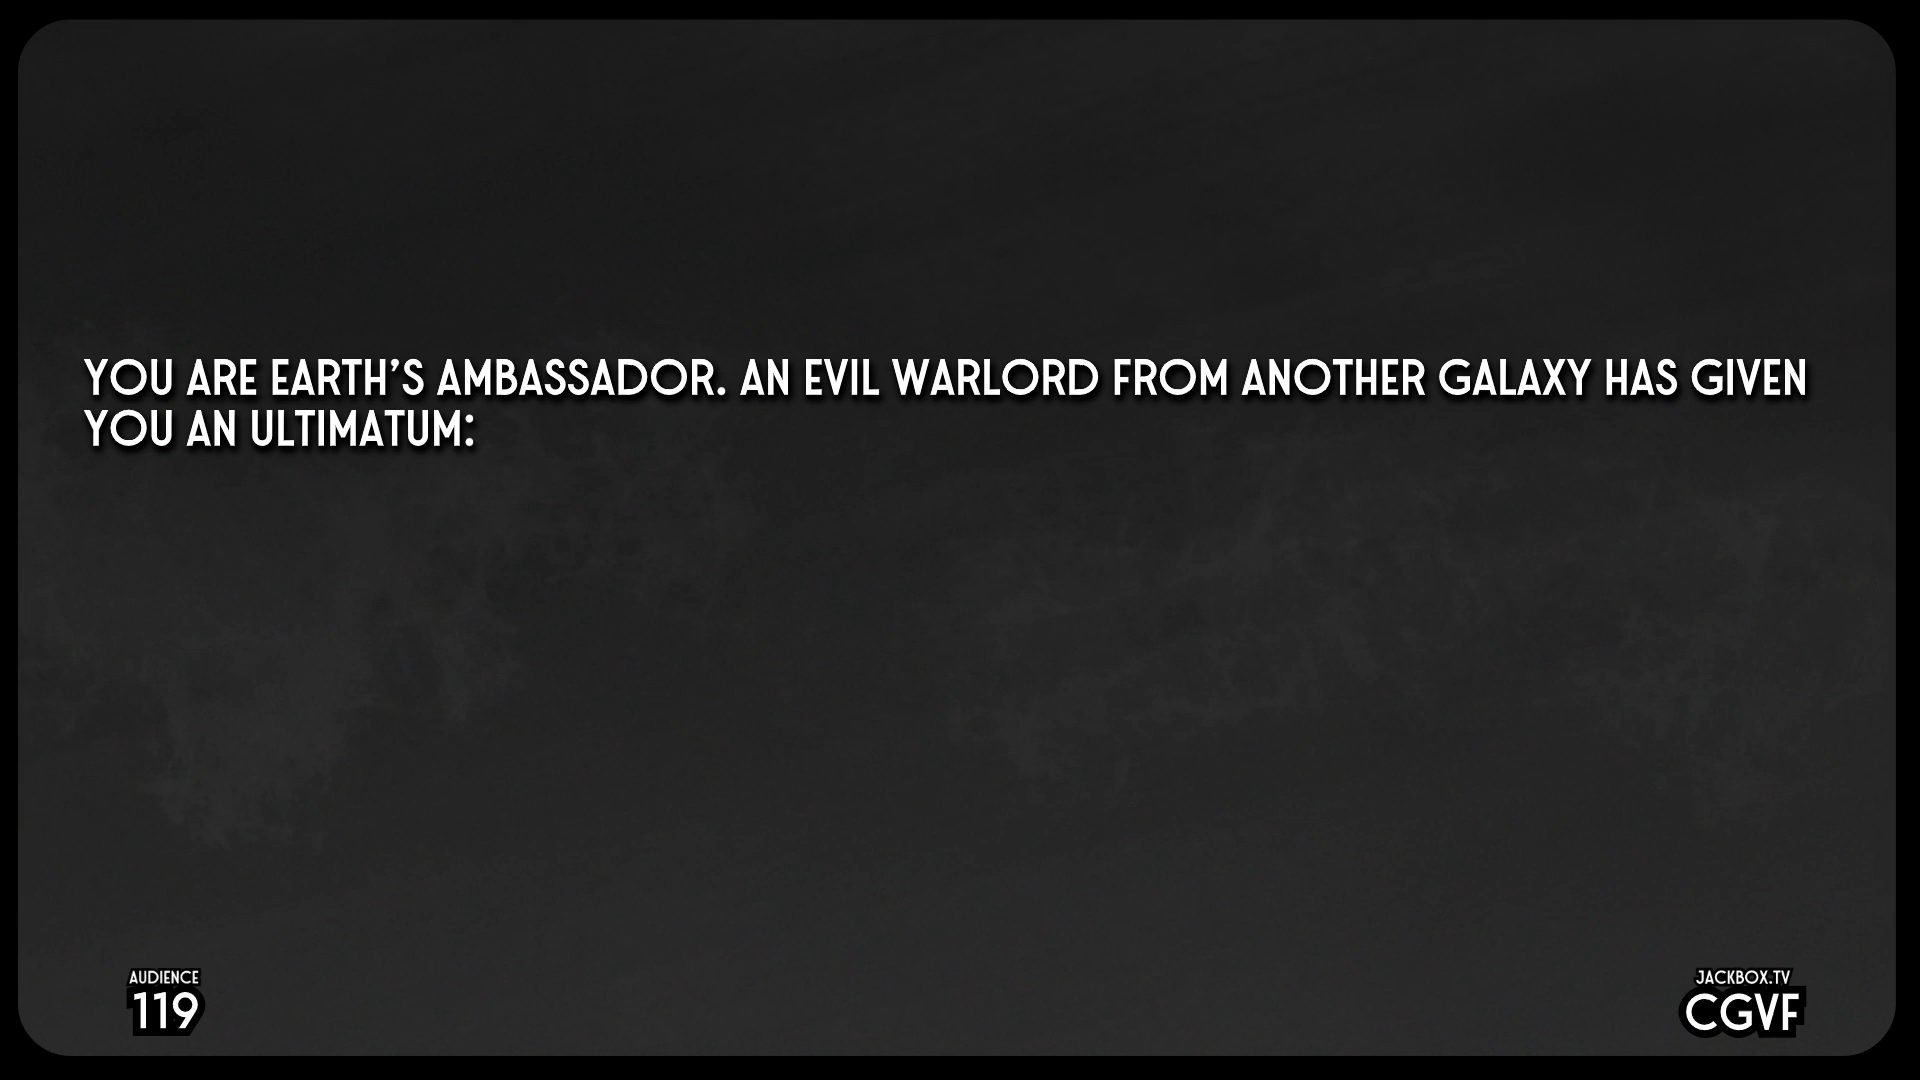 YOU ARE EARTH'S AMBASSADOR. AN EVIL WARLORD FROM ANOTHER GALAXY HAS GIVEN
YOU AN ULTIMATUM:
AUDIENCE
119
JACKBOX.TV
CGVF